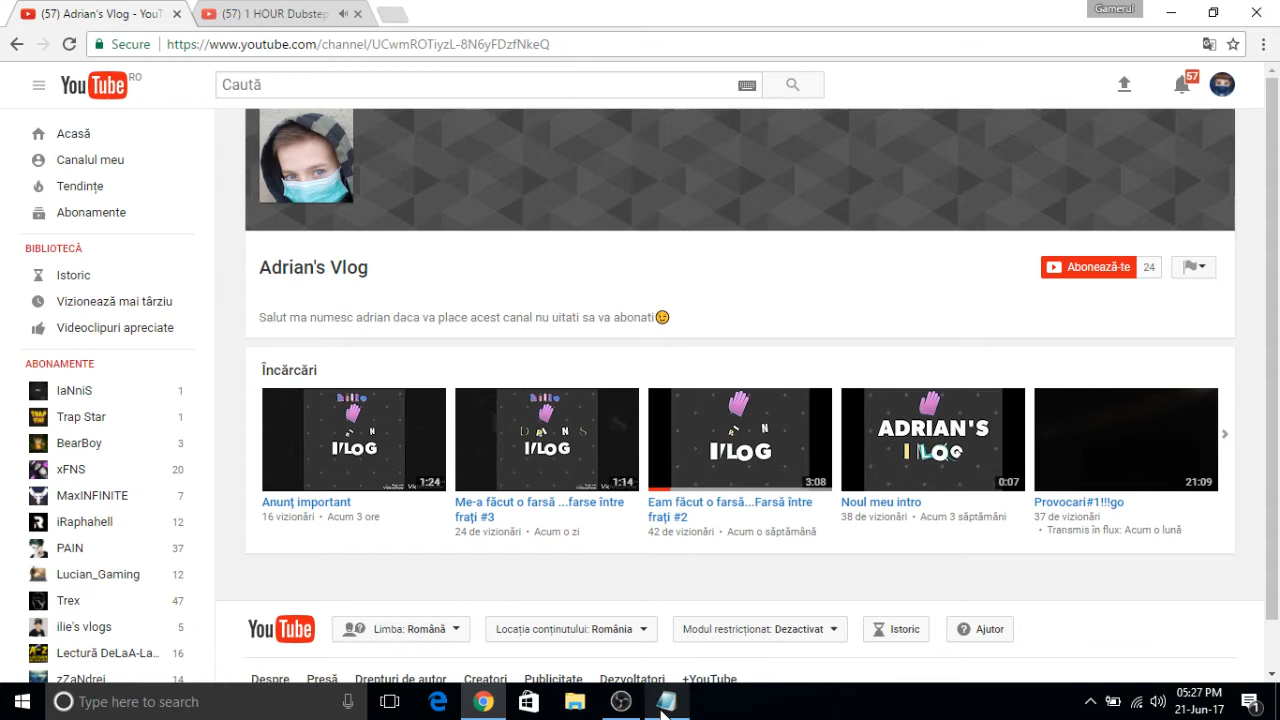 (57) Adrian's Vlog - YouT
(57) 1 HOUR Dubstep
Gamerul
Secure
https://www.youtube.com/channel/UCwmROTiyzL-8N6yFDzfNkeQ
YouTube RO
Caută
57
Acasă
Canalul meu
Tendințe
Abonamente
BIBLIOTECĂ
Istoric
Vizionează mai târziu
Videoclipuri apreciate
ABONAMENTE
IaNniS 1
Trap Star 1
BearBoy 3
xFNS 20
MaxINFINITE 7
iRaphahell 12
PAIN 37
Lucian_Gaming 12
Trex 47
ilie's vlogs 5
Lectură DeLaA-La... 16
zZaNdrei 14
Adrian's Vlog
Abonează-te 24
Salut ma numesc adrian daca va place acest canal nu uitati sa va abonati😉
Încărcări
1:24
1:14
3:08
ADRIAN'S
0:07
21:09
Anunț important
16 vizionări • Acum 3 ore
Me-a făcut o farsă ...farse între
frați #3
24 de vizionări • Acum o zi
Eam făcut o farsă...Farsă între
frați #2
42 de vizionări • Acum o săptămână
Noul meu intro
38 de vizionări • Acum 3 săptămâni
Provocari#1!!!go
37 de vizionări
• Transmis în flux: Acum o lună
YouTube
Limba: Română
Locația conținutului: România
Modul restricționat: Dezactivat
Istoric
Ajutor
Despre Presă Drepturi de autor Creatori Publicitate Dezvoltatori +YouTube
Type here to search
05:27 PM
21-Jun-17
1